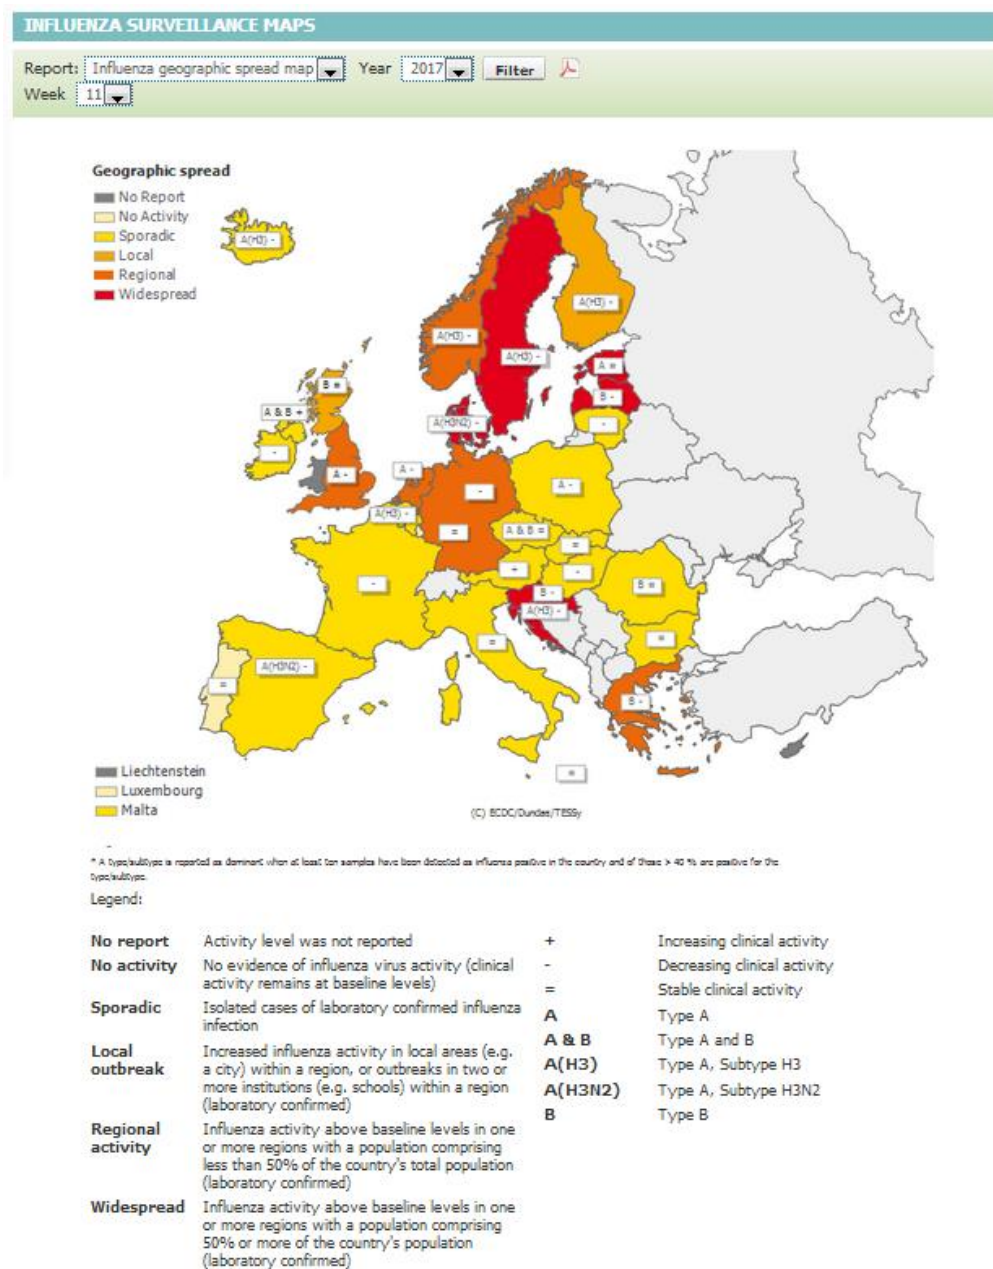 INFLUENZA SURVEILLANCE MAPS
Report: Influenza geographic spread map Year 2017 Filter
Week 11
Geographic spread
No Report
No Activity
Sporadic
Local
Regional
Widespread
A(H3) -
A(H3) -
A(H3) -
A(H3) -
A =
B =
B -
A & B +
A(H3N2) -
-
-
A -
A -
-
A -
A(H3) -
=
A & B =
=
+
-
-
B -
B =
A(H3) -
=
=
A(H3N2) -
=
B -
=
Liechtenstein
Luxembourg
Malta
(C) ECDC/Dundas/TESSy
-
* A type/subtype is reported as dominant when at least ten samples have been detected as influenza positive in the country and of those > 40 % are positive for the
type/subtype.
Legend:
No report Activity level was not reported + Increasing clinical activity
No activity No evidence of influenza virus activity (clinical - Decreasing clinical activity
activity remains at baseline levels) = Stable clinical activity
Sporadic Isolated cases of laboratory confirmed influenza A Type A
infection A & B Type A and B
Local Increased influenza activity in local areas (e.g. A(H3) Type A, Subtype H3
outbreak a city) within a region, or outbreaks in two or
more institutions (e.g. schools) within a region A(H3N2) Type A, Subtype H3N2
(laboratory confirmed) B Type B
Regional Influenza activity above baseline levels in one
activity or more regions with a population comprising
less than 50% of the country's total population
(laboratory confirmed)
Widespread Influenza activity above baseline levels in one
or more regions with a population comprising
50% or more of the country's population
(laboratory confirmed)